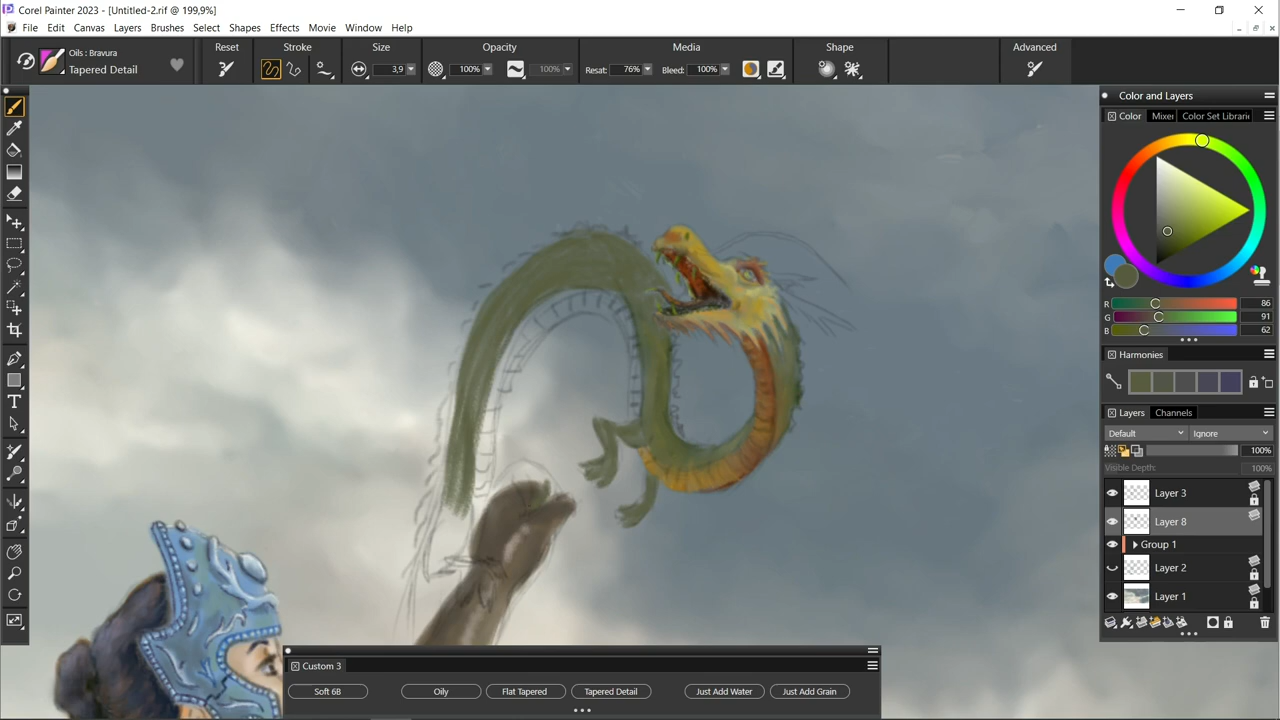 Corel Painter 2023 - [Untitled-2.rif @ 199,9%]
File Edit Canvas Layers Brushes Select Shapes Effects Movie Window Help
Oils : Bravura
Tapered Detail
Reset
Stroke
Size
3,9
Opacity
100%
100%
Media
Resat: 76% Bleed: 100%
Shape
Advanced
Color and Layers
Color Mixer Color Set Librari
R 86
G 91
B 62
Harmonies
Layers Channels
Default Ignore
100%
Visible Depth: 100%
Layer 3
Layer 8
Group 1
Layer 2
Layer 1
Custom 3
Soft 6B Oily Flat Tapered Tapered Detail Just Add Water Just Add Grain